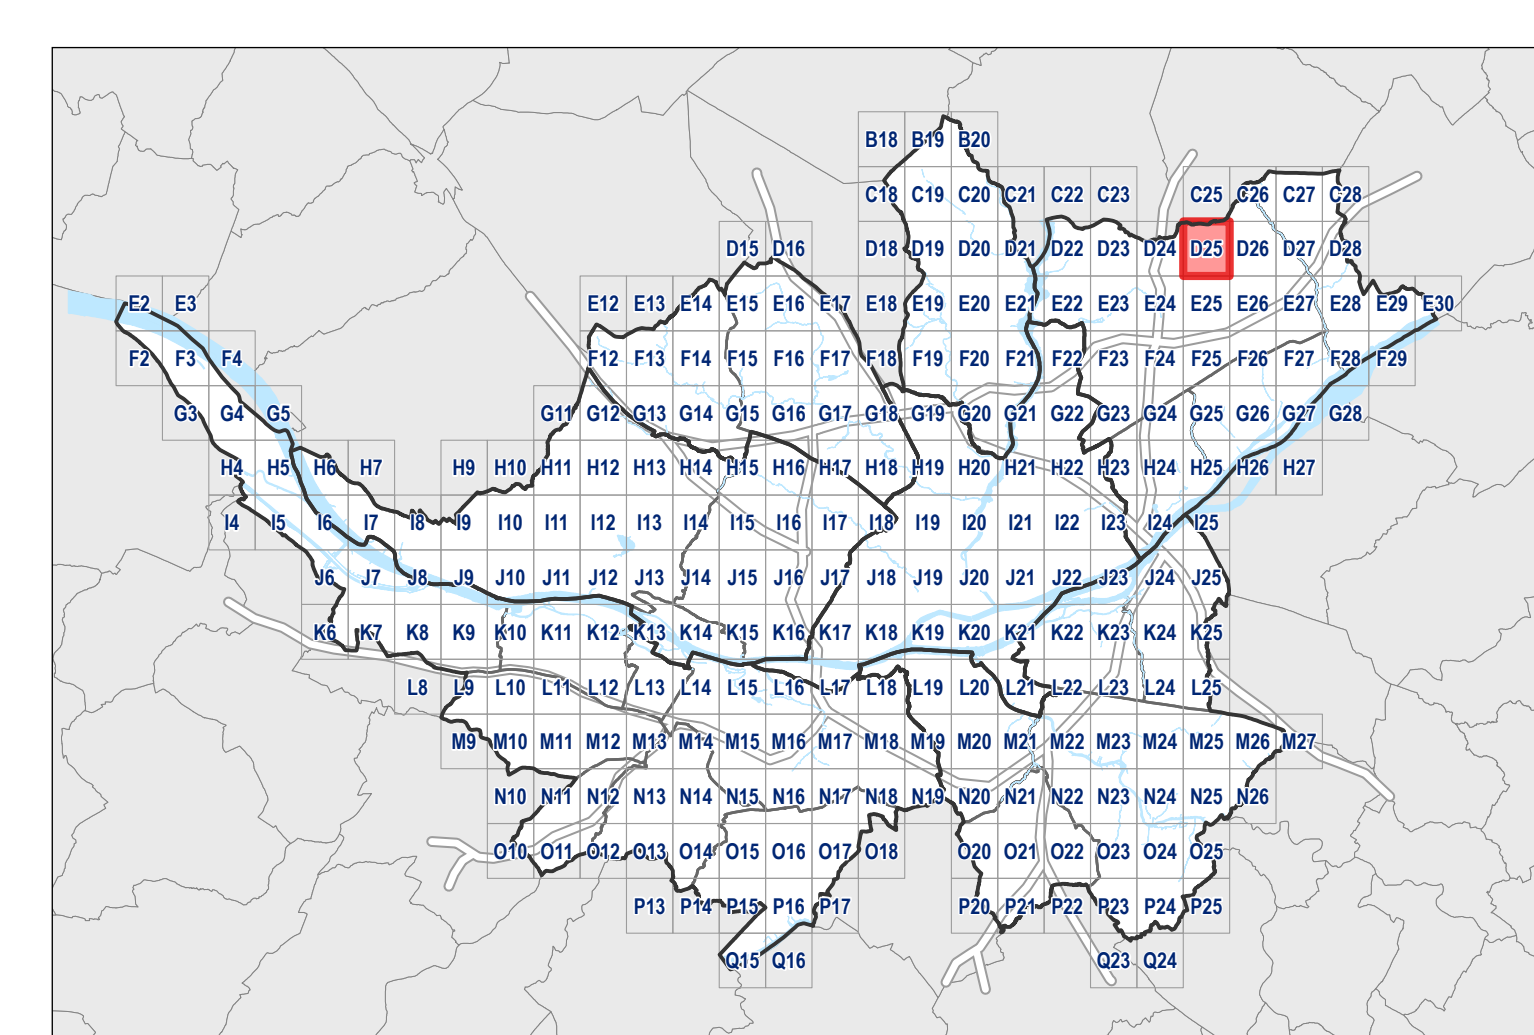 B18 B19 B20
C18 C19 C20 C21 C22 C23 C25 C26 C27 C28
D15 D16 D18 D19 D20 D21 D22 D23 D24 D25 D26 D27 D28
E2 E3 E12 E13 E14 E15 E16 E17 E18 E19 E20 E21 E22 E23 E24 E25 E26 E27 E28 E29 E30
F2 F3 F4 F12 F13 F14 F15 F16 F17 F18 F19 F20 F21 F22 F23 F24 F25 F26 F27 F28 F29
G3 G4 G5 G11 G12 G13 G14 G15 G16 G17 G18 G19 G20 G21 G22 G23 G24 G25 G26 G27 G28
H4 H5 H6 H7 H9 H10 H11 H12 H13 H14 H15 H16 H17 H18 H19 H20 H21 H22 H23 H24 H25 H26 H27
I4 I5 I6 I7 I8 I9 I10 I11 I12 I13 I14 I15 I16 I17 I18 I19 I20 I21 I22 I23 I24 I25
J6 J7 J8 J9 J10 J11 J12 J13 J14 J15 J16 J17 J18 J19 J20 J21 J22 J23 J24 J25
K6 K7 K8 K9 K10 K11 K12 K13 K14 K15 K16 K17 K18 K19 K20 K21 K22 K23 K24 K25
L8 L9 L10 L11 L12 L13 L14 L15 L16 L17 L18 L19 L20 L21 L22 L23 L24 L25
M9 M10 M11 M12 M13 M14 M15 M16 M17 M18 M19 M20 M21 M22 M23 M24 M25 M26 M27
N10 N11 N12 N13 N14 N15 N16 N17 N18 N19 N20 N21 N22 N23 N24 N25 N26
O10 O11 O12 O13 O14 O15 O16 O17 O18 O20 O21 O22 O23 O24 O25
P13 P14 P15 P16 P17 P20 P21 P22 P23 P24 P25
Q15 Q16 Q23 Q24